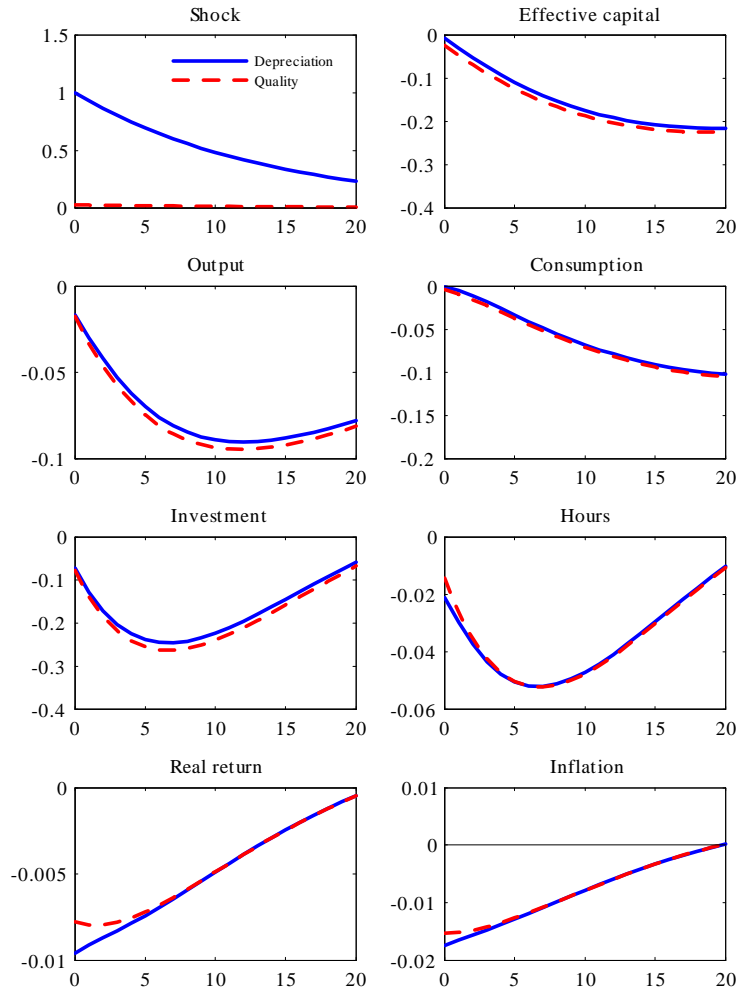 Shock
Effective capital
1.5
1
0.5
0
Depreciation
Quality
0 5 10 15 20
0
-0.1
-0.2
-0.3
-0.4
0 5 10 15 20
Output
Consumption
0
-0.05
-0.1
0 5 10 15 20
0
-0.05
-0.1
-0.15
-0.2
0 5 10 15 20
Investment
Hours
0
-0.1
-0.2
-0.3
-0.4
0 5 10 15 20
0
-0.02
-0.04
-0.06
0 5 10 15 20
Real return
Inflation
0
-0.005
-0.01
0 5 10 15 20
0.01
0
-0.01
-0.02
0 5 10 15 20